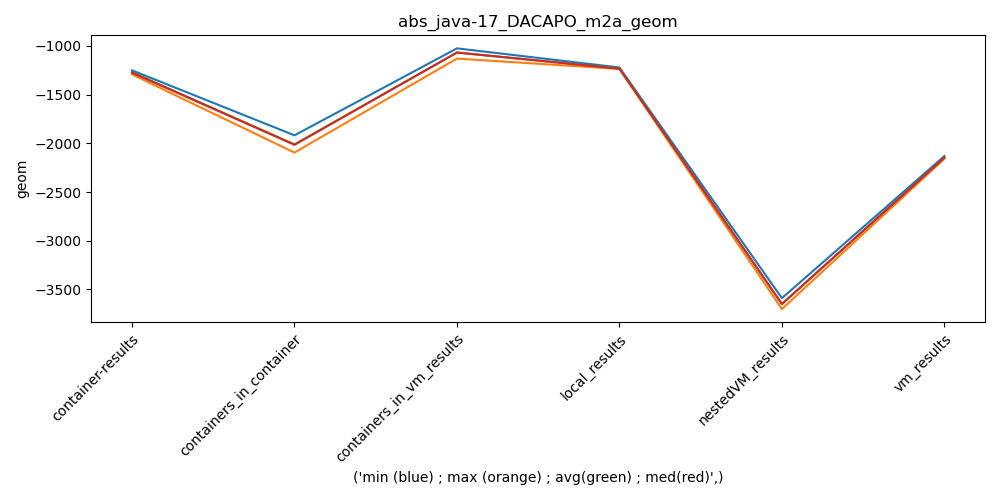 abs_java-17_DACAPO_m2a_geom
−1000
−1500
−2000
−2500
−3000
−3500
geom
container-results
containers_in_container
containers_in_vm_results
local_results
nestedVM_results
vm_results
('min (blue) ; max (orange) ; avg(green) ; med(red)',)